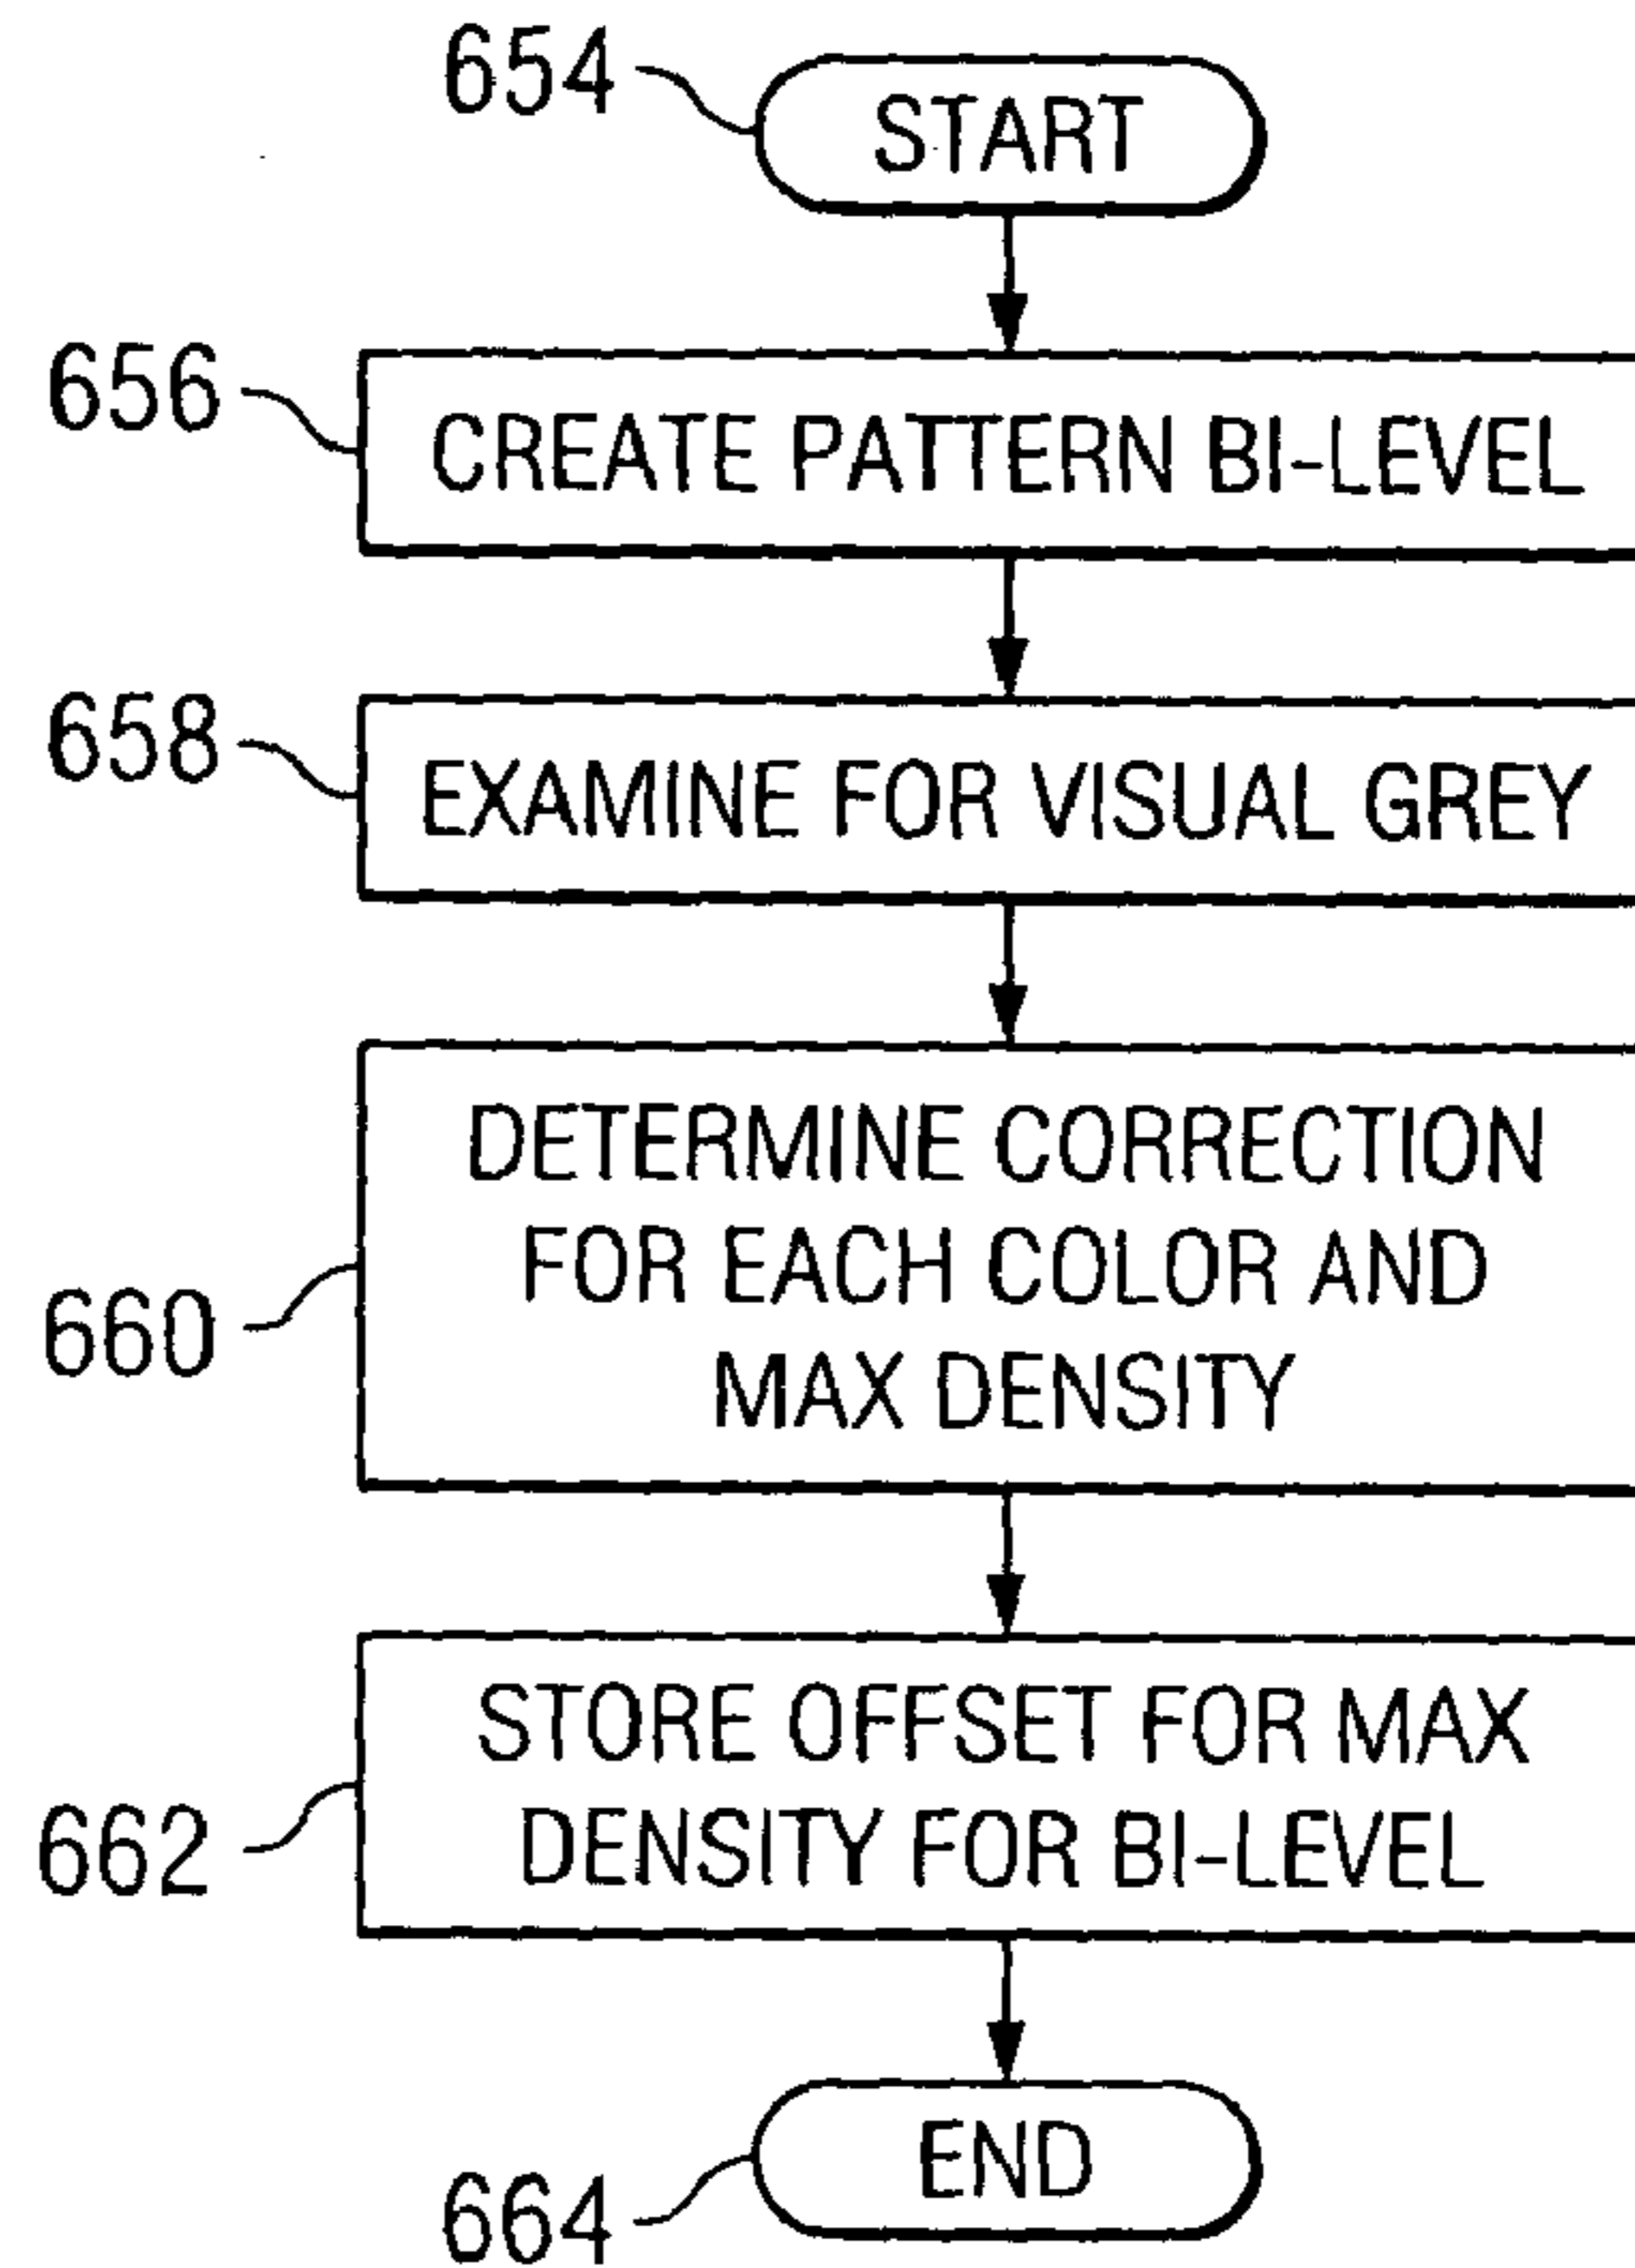 654
START
656
CREATE PATTERN BI-LEVEL
658
EXAMINE FOR VISUAL GREY
660
DETERMINE CORRECTION
FOR EACH COLOR AND
MAX DENSITY
662
STORE OFFSET FOR MAX
DENSITY FOR BI-LEVEL
664
END